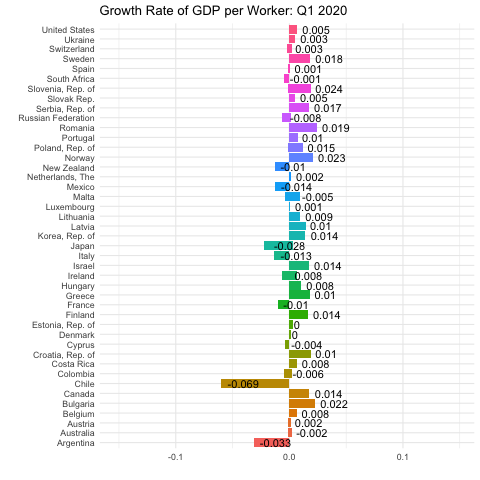 Growth Rate of GDP per Worker: Q1 2020
United States 0.005
Ukraine 0.003
Switzerland 0.003
Sweden 0.018
Spain 0.001
South Africa -0.001
Slovenia, Rep. of 0.024
Slovak Rep. 0.005
Serbia, Rep. of 0.017
Russian Federation -0.008
Romania 0.019
Portugal 0.01
Poland, Rep. of 0.015
Norway 0.023
New Zealand -0.01
Netherlands, The 0.002
Mexico -0.014
Malta -0.005
Luxembourg 0.001
Lithuania 0.009
Latvia 0.01
Korea, Rep. of 0.014
Japan -0.028
Italy -0.013
Israel 0.014
Ireland 0.008
Hungary 0.008
Greece 0.01
France -0.01
Finland 0.014
Estonia, Rep. of 0
Denmark 0
Cyprus -0.004
Croatia, Rep. of 0.01
Costa Rica 0.008
Colombia -0.006
Chile -0.069
Canada 0.014
Bulgaria 0.022
Belgium 0.008
Austria 0.002
Australia -0.002
Argentina -0.033
-0.1 0.0 0.1